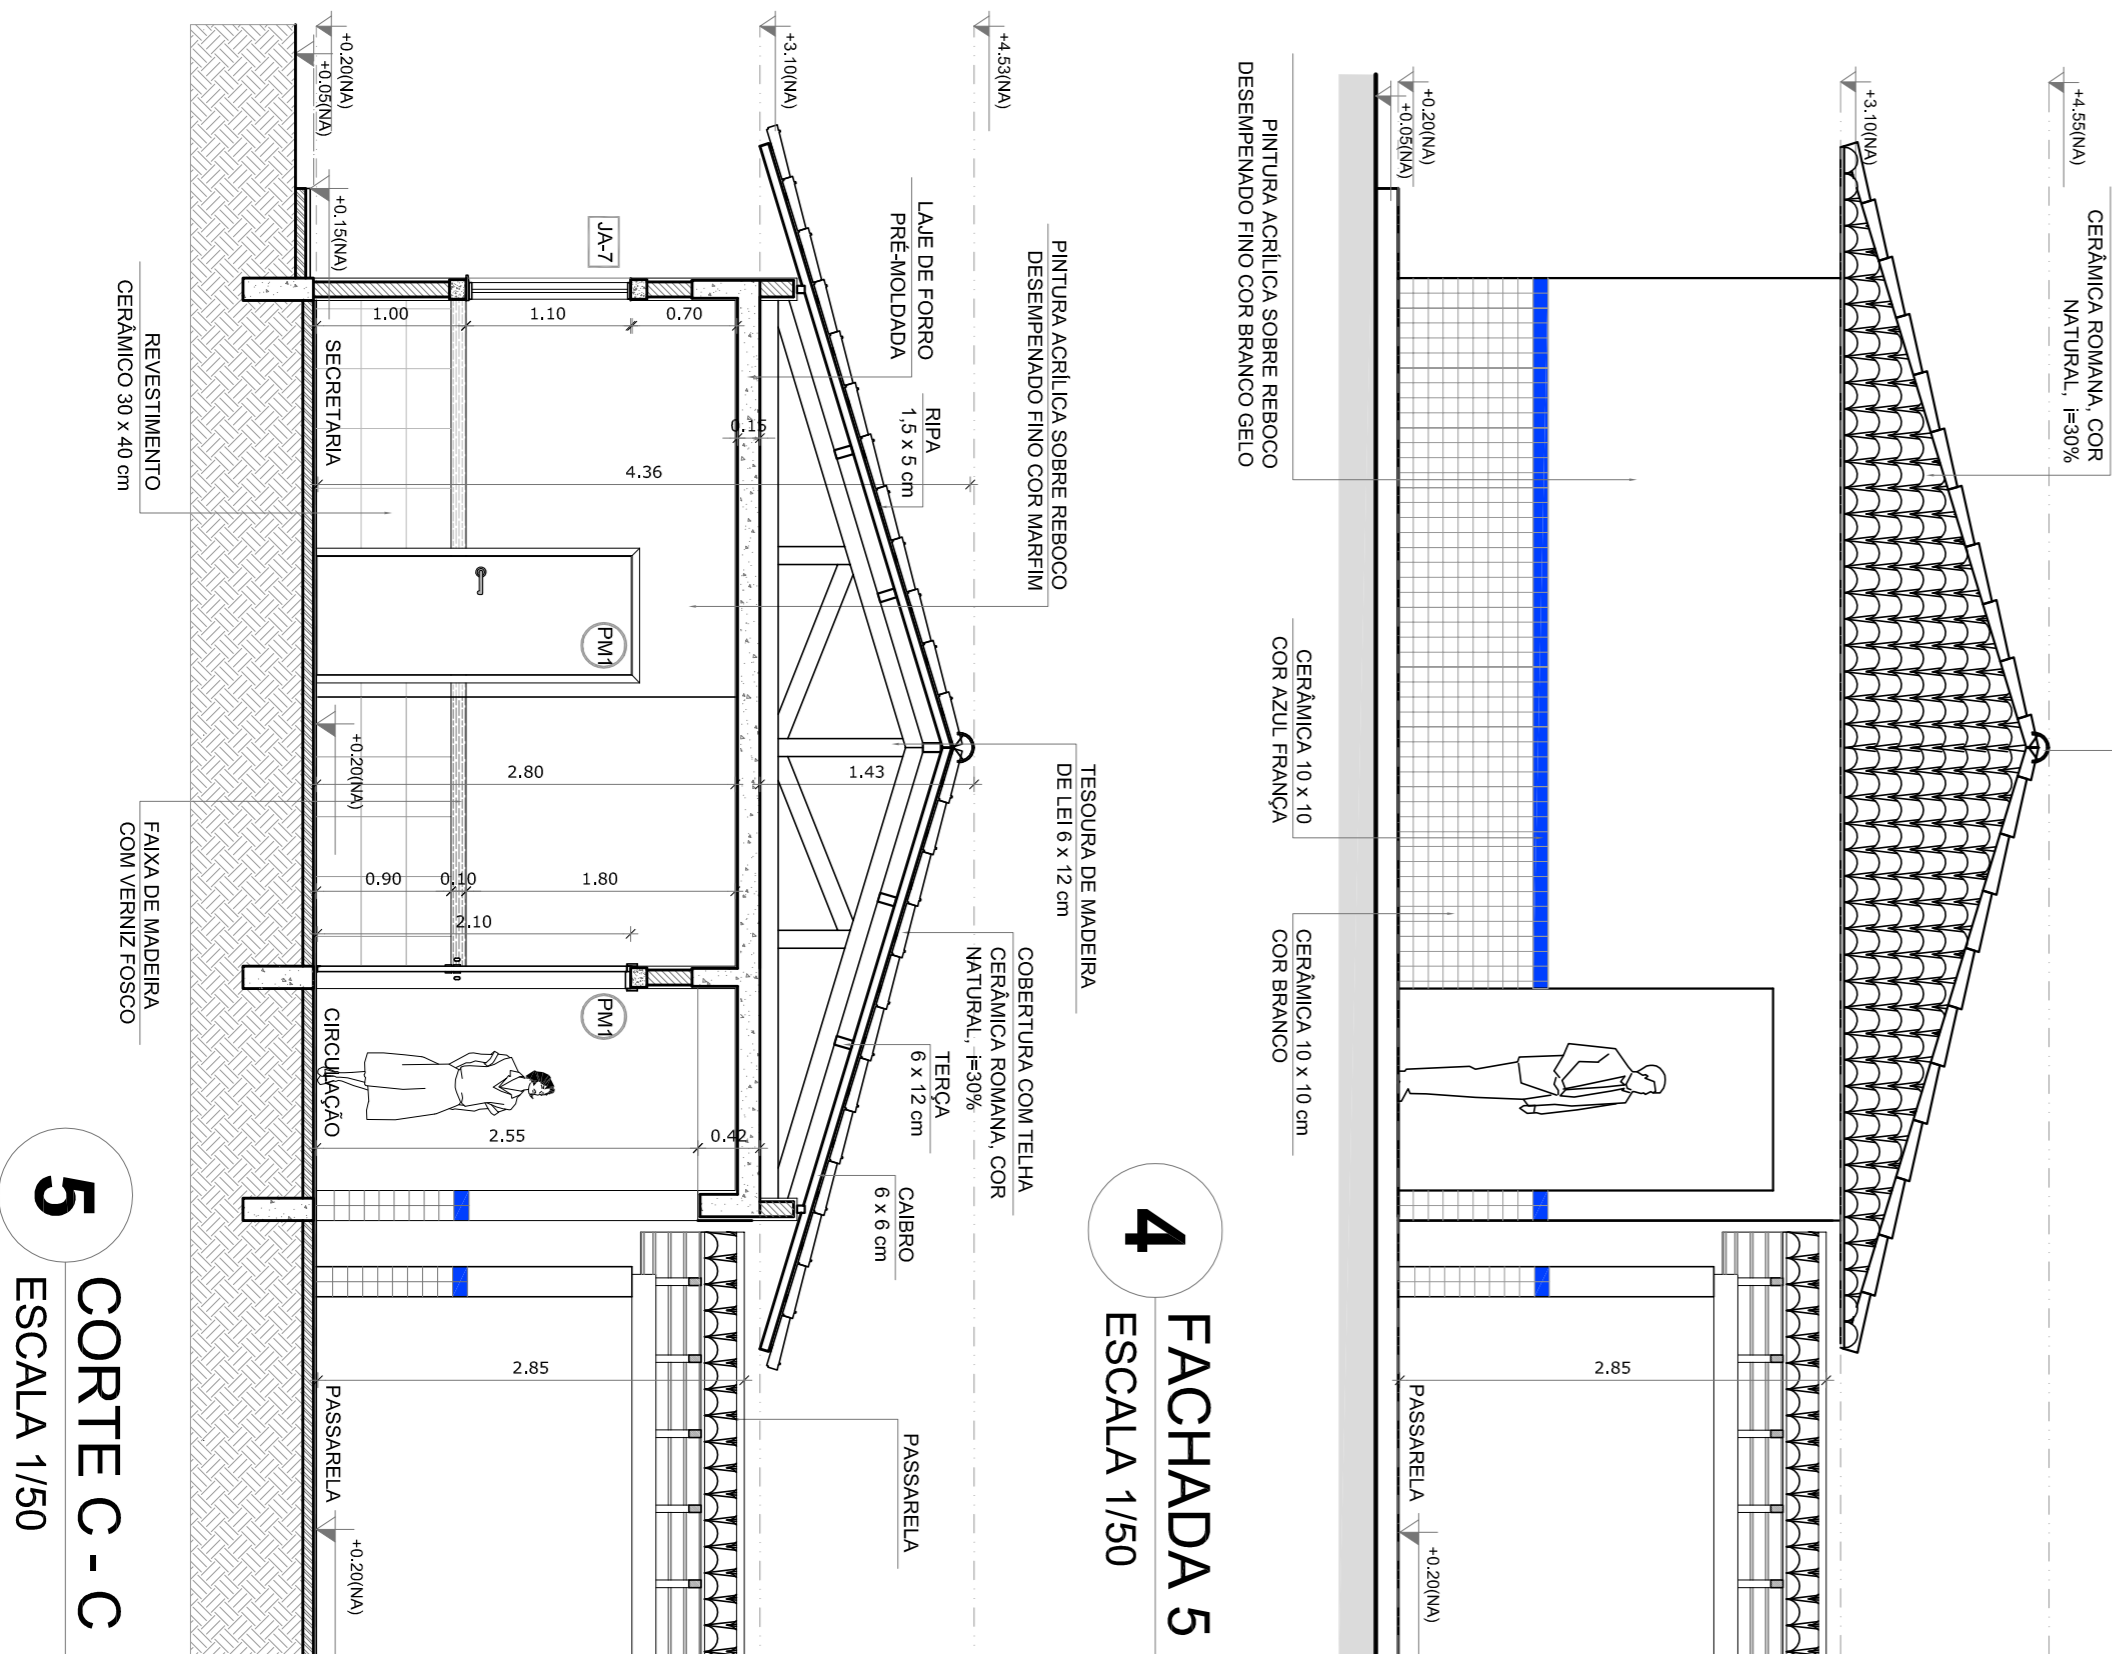 CERÂMICA ROMANA, COR
NATURAL, i=30%
+4.55(NA)
+3.10(NA)
+0.20(NA)
+0.05(NA)
PINTURA ACRÍLICA SOBRE REBOCO
DESEMPENADO FINO COR BRANCO GELO
CERÂMICA 10 x 10
COR AZUL FRANÇA
CERÂMICA 10 x 10 cm
COR BRANCO
2.85
PASSARELA
+0.20(NA)
4
FACHADA 5
ESCALA 1/50
+4.53(NA)
+3.10(NA)
+0.20(NA)
+0.05(NA)
+0.15(NA)
PINTURA ACRÍLICA SOBRE REBOCO
DESEMPENADO FINO COR MARFIM
TESOURA DE MADEIRA
DE LEI 6 x 12 cm
COBERTURA COM TELHA
CERÂMICA ROMANA, COR
NATURAL, i=30%
LAJE DE FORRO
PRÉ-MOLDADA
RIPA
1,5 x 5 cm
TERÇA
6 x 12 cm
CAIBRO
6 x 6 cm
PASSARELA
JA-7
1.00
1.10
0.70
0.15
4.36
PM1
2.80
1.43
0.90
0.10
1.80
2.10
PM1
2.55
0.42
2.85
SECRETARIA
+0.20(NA)
CIRCULAÇÃO
PASSARELA
+0.20(NA)
REVESTIMENTO
CERÂMICO 30 x 40 cm
FAIXA DE MADEIRA
COM VERNIZ FOSCO
5
CORTE C - C
ESCALA 1/50